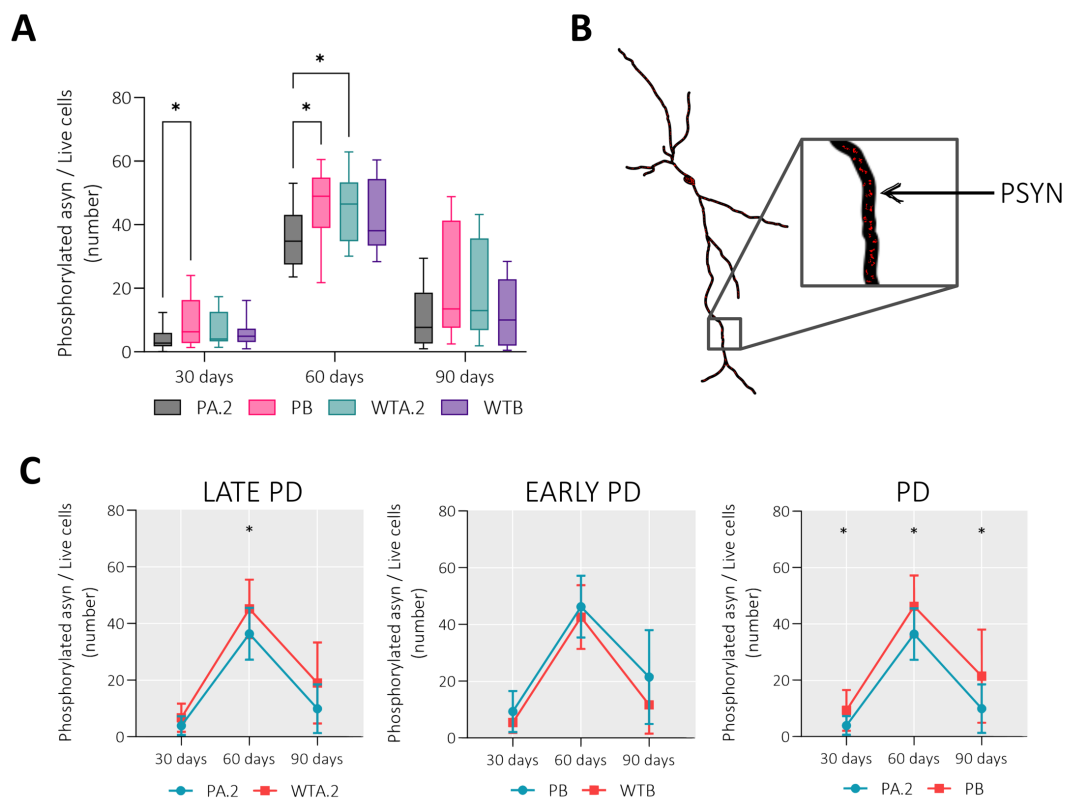 A
Phosphorylated asyn / Live cells
(number)
80
60
40
20
0
*
*
*
30 days
60 days
90 days
PA.2
PB
WTA.2
WTB
B
PSYN
C
LATE PD
Phosphorylated asyn / Live cells
(number)
80
60
40
20
0
*
30 days
60 days
90 days
PA.2
WTA.2
EARLY PD
Phosphorylated asyn / Live cells
(number)
80
60
40
20
0
30 days
60 days
90 days
PB
WTB
PD
Phosphorylated asyn / Live cells
(number)
80
60
40
20
0
*
*
*
30 days
60 days
90 days
PA.2
PB